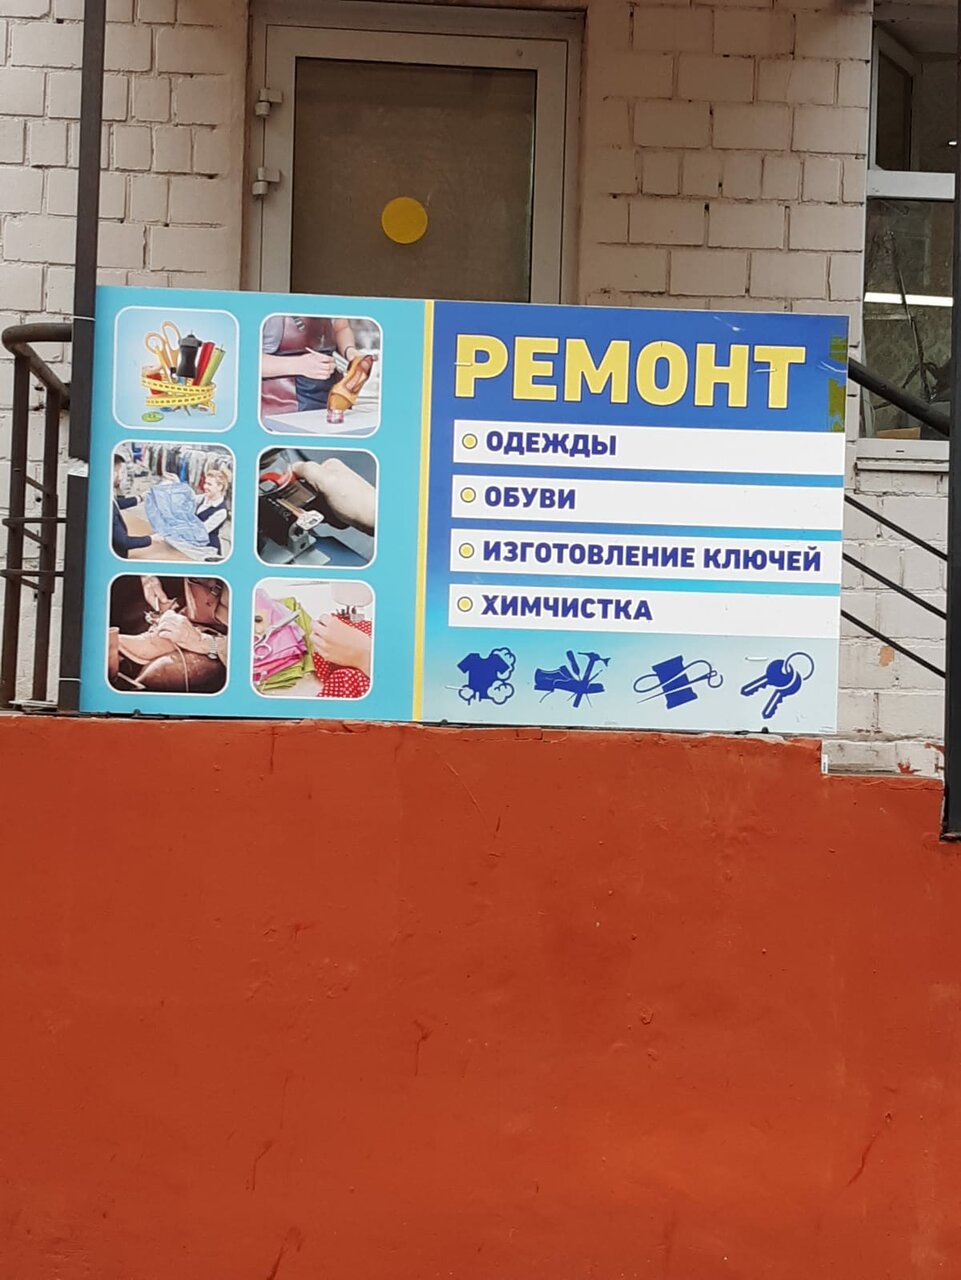 РЕМОНТ
ОДЕЖДЫ
ОБУВИ
ИЗГОТОВЛЕНИЕ КЛЮЧЕЙ
ХИМЧИСТКА